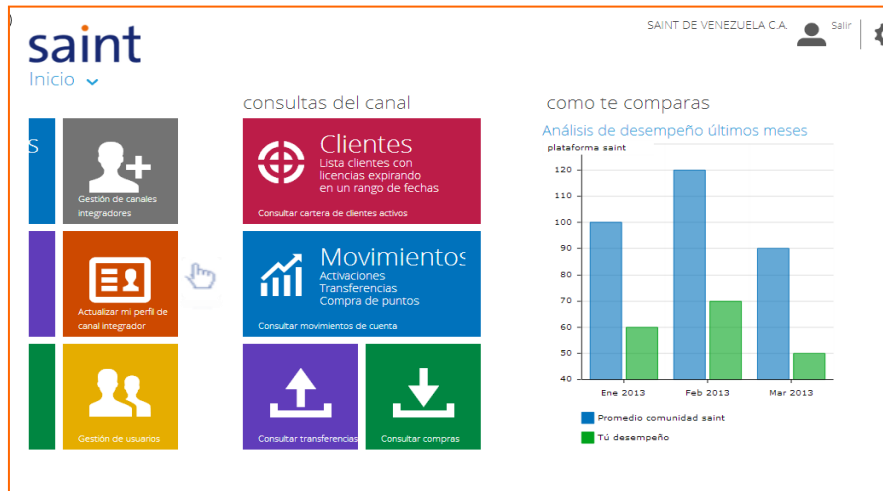 )
saint
SAINT DE VENEZUELA C.A.
Salir
Inicio
s
Gestión de canales
integradores
Actualizar mi perfil de
canal integrador
Gestión de usuarios
consultas del canal
Clientes
Lista clientes con
licencias expirando
en un rango de fechas
Consultar cartera de clientes activos
Movimientos
Activaciones
Transferencias
Compra de puntos
Consultar movimientos de cuenta
Consultar transferencias
Consultar compras
como te comparas
Análisis de desempeño últimos meses
plataforma saint
120
110
100
90
80
70
60
50
40
Ene 2013
Feb 2013
Mar 2013
Promedio comunidad saint
Tú desempeño